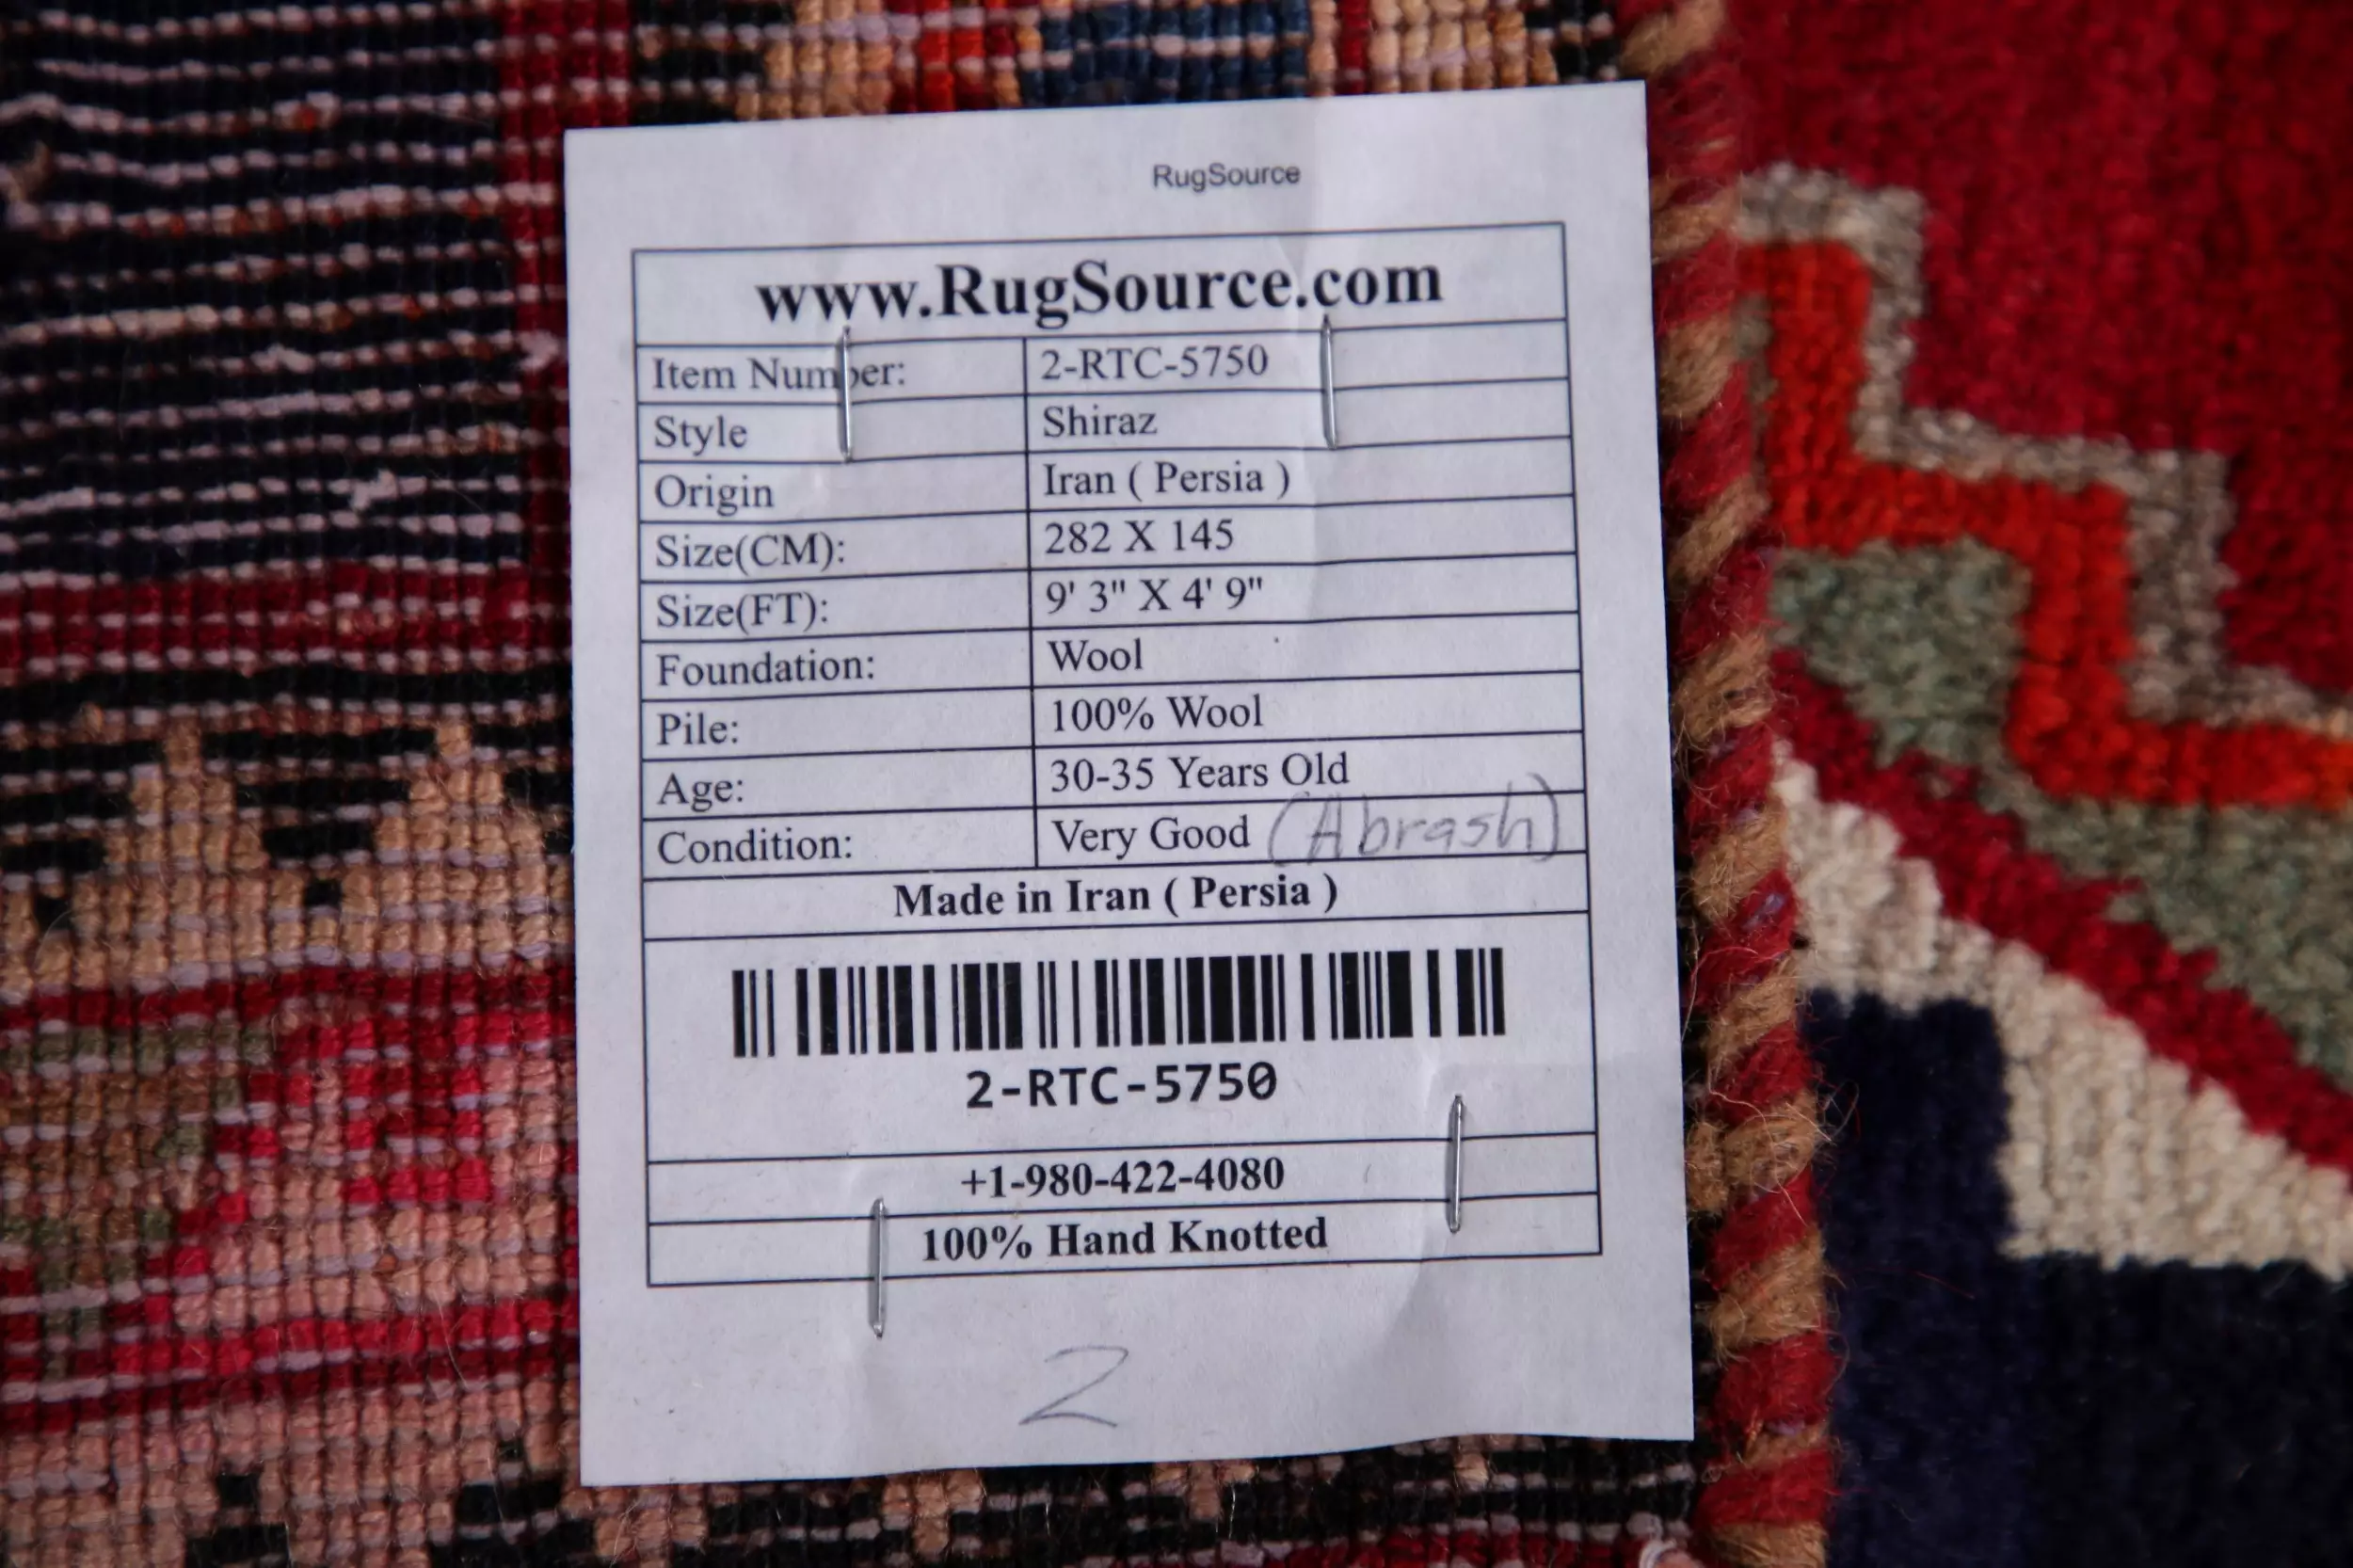 RugSource
www.RugSource.com
Item Number: 2-RTC-5750
Style Shiraz
Origin Iran ( Persia )
Size(CM): 282 X 145
Size(FT): 9' 3" X 4' 9"
Foundation: Wool
Pile: 100% Wool
Age: 30-35 Years Old
Condition: Very Good (Abrash)
Made in Iran ( Persia )
2-RTC-5750
+1-980-422-4080
100% Hand Knotted
2